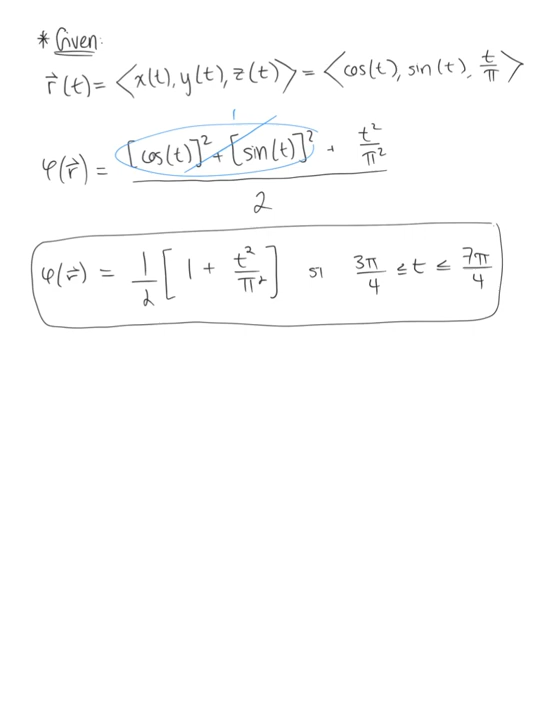 * Given:
r⃗(t) = ⟨x(t), y(t), z(t)⟩ = ⟨cos(t), sin(t), t/π⟩
1
φ(r⃗) = ([cos(t)]² + [sin(t)]² + t²/π²) / 2
φ(r⃗) = 1/2 [1 + t²/π²] si 3π/4 ≤ t ≤ 7π/4